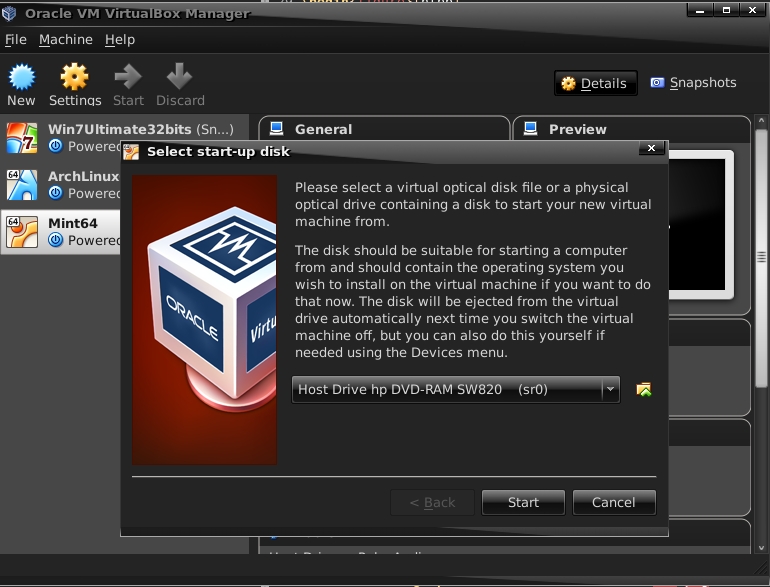 Oracle VM VirtualBox Manager
File Machine Help
New Settings Start Discard
Details Snapshots
Win7Ultimate32bits (Sn...)
Powered
64 ArchLinux
Powered
64 Mint64
Powered
General
Preview
Select start-up disk
ORACLE
Virtu
Please select a virtual optical disk file or a physical
optical drive containing a disk to start your new virtual
machine from.
The disk should be suitable for starting a computer
from and should contain the operating system you
wish to install on the virtual machine if you want to do
that now. The disk will be ejected from the virtual
drive automatically next time you switch the virtual
machine off, but you can also do this yourself if
needed using the Devices menu.
Host Drive hp DVD-RAM SW820 (sr0)
< Back Start Cancel